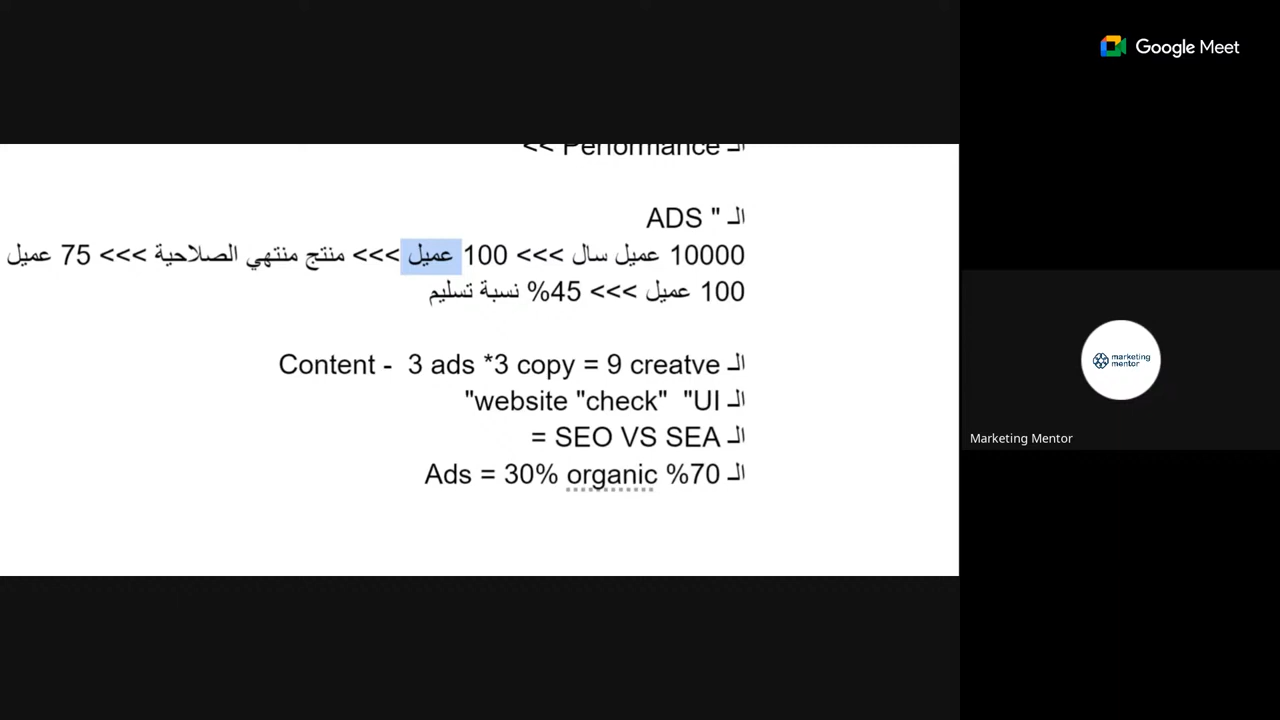 Google Meet
الـ Performance >>
الـ " ADS
10000 عميل سال >>> 100 عميل >>> منتج منتهي الصلاحية >>> 75 عميل
100 عميل >>> 45% نسبة تسليم
الـ Content - 3 ads *3 copy = 9 creatve
الـ UI" "website "check"
الـ SEO VS SEA =
الـ 70% Ads = 30% organic
marketing mentor
Marketing Mentor